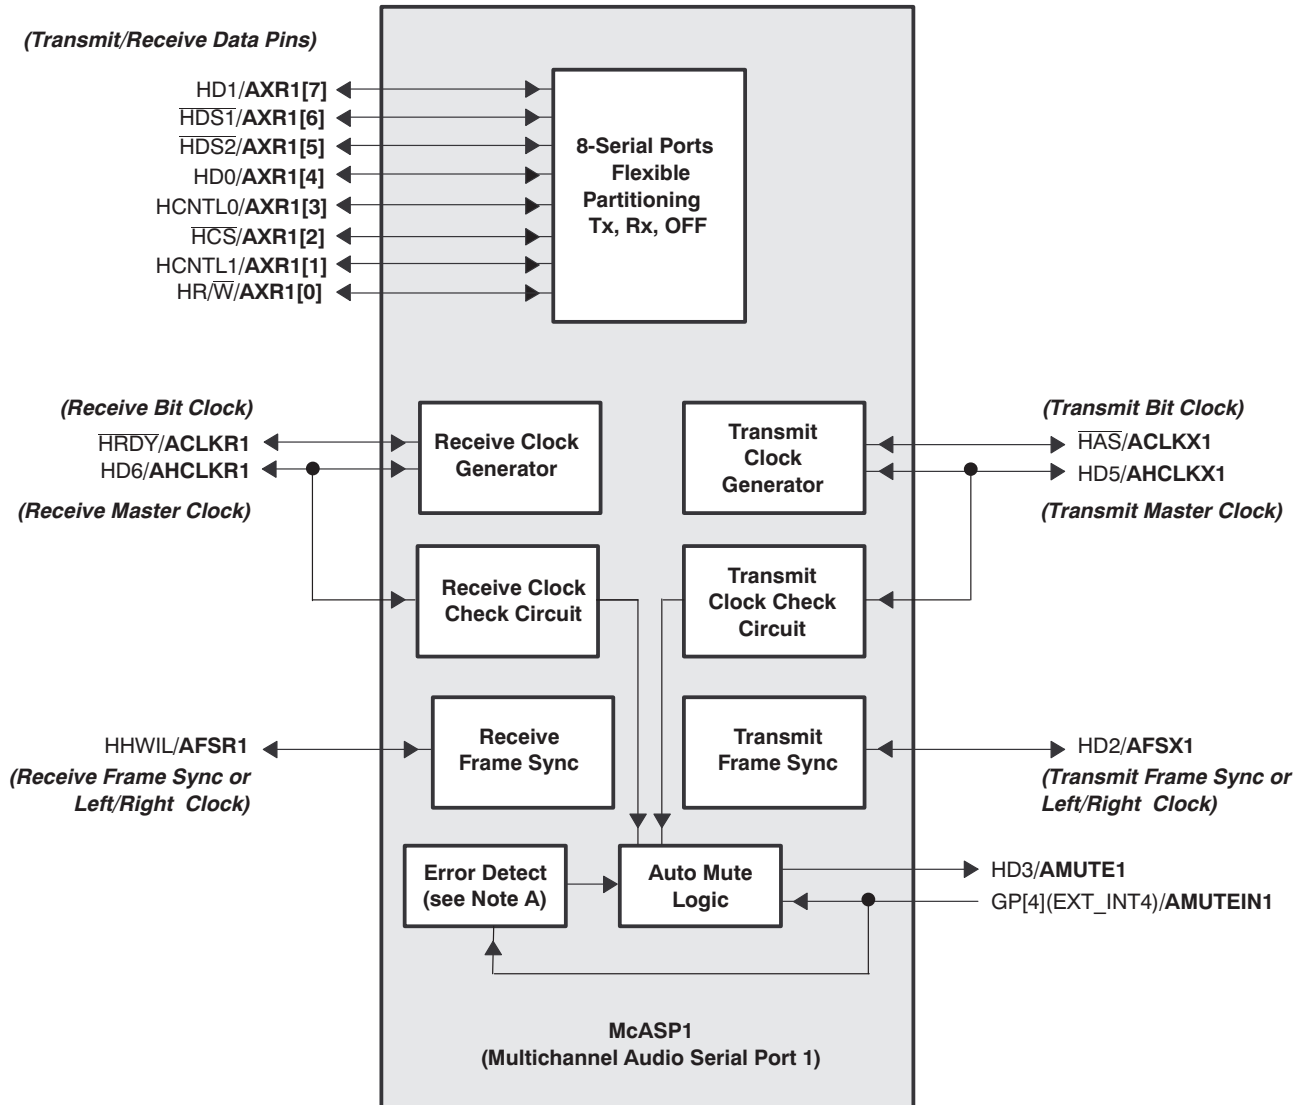 (Transmit/Receive Data Pins)
HD1/AXR1[7]
H̅D̅S̅1̅/AXR1[6]
H̅D̅S̅2̅/AXR1[5]
HD0/AXR1[4]
HCNTL0/AXR1[3]
H̅C̅S̅/AXR1[2]
HCNTL1/AXR1[1]
HR/W̅/AXR1[0]
8-Serial Ports
Flexible
Partitioning
Tx, Rx, OFF
(Receive Bit Clock)
H̅R̅D̅Y̅/ACLKR1
HD6/AHCLKR1
(Receive Master Clock)
Receive Clock
Generator
Transmit
Clock
Generator
(Transmit Bit Clock)
H̅A̅S̅/ACLKX1
HD5/AHCLKX1
(Transmit Master Clock)
Receive Clock
Check Circuit
Transmit
Clock Check
Circuit
HHWIL/AFSR1
(Receive Frame Sync or
Left/Right Clock)
Receive
Frame Sync
Transmit
Frame Sync
HD2/AFSX1
(Transmit Frame Sync or
Left/Right Clock)
Error Detect
(see Note A)
Auto Mute
Logic
HD3/AMUTE1
GP[4](EXT_INT4)/AMUTEIN1
McASP1
(Multichannel Audio Serial Port 1)